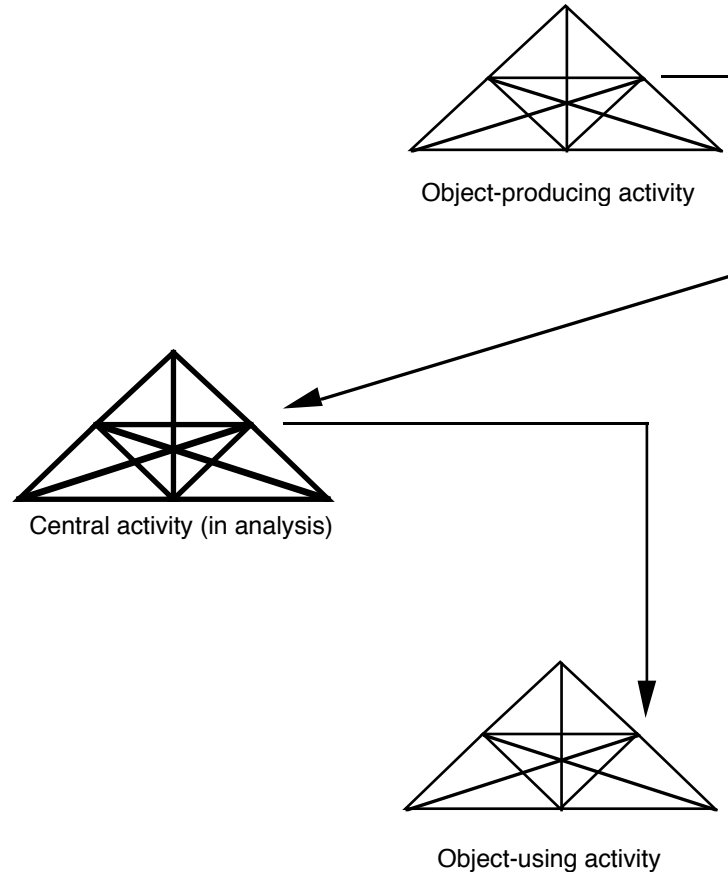 Object-producing activity
Central activity (in analysis)
Object-using activity